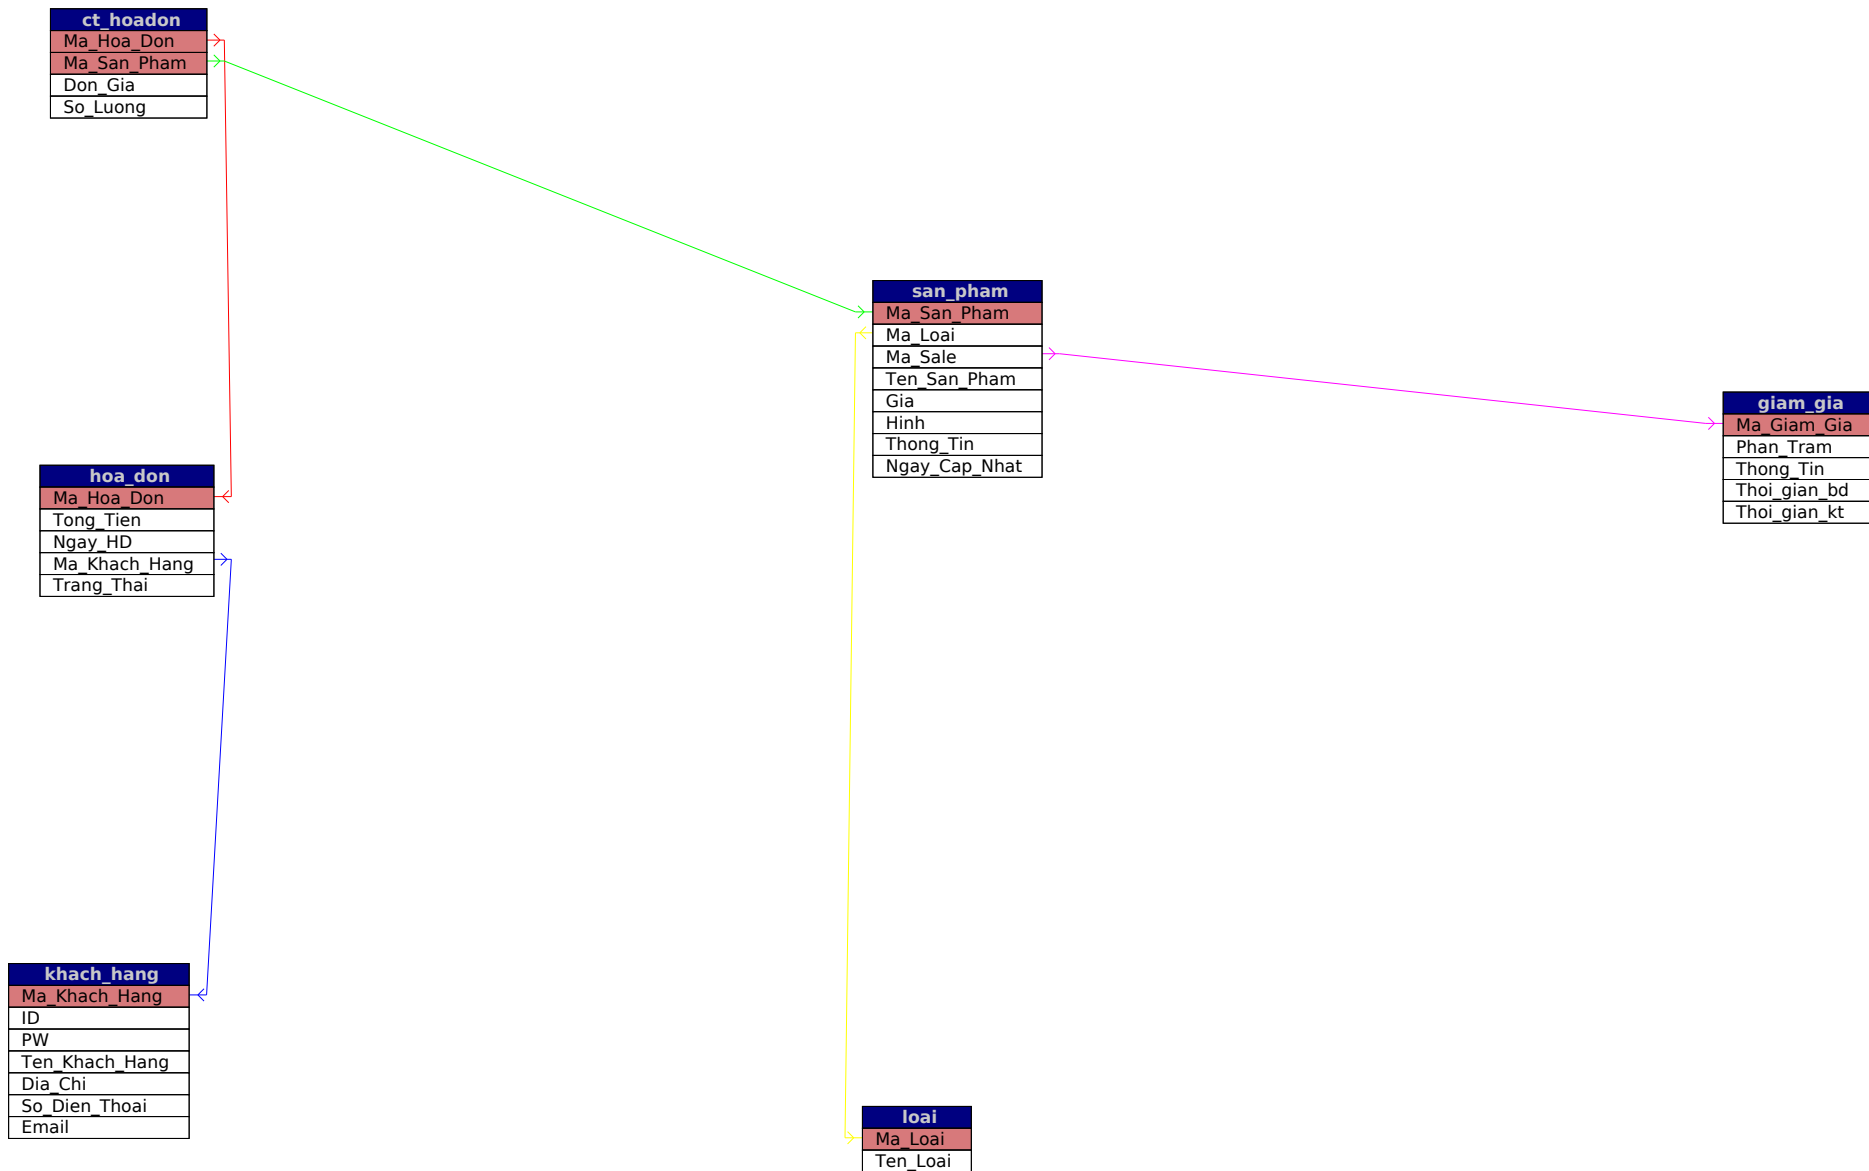 ct_hoadon
Ma_Hoa_Don
Ma_San_Pham
Don_Gia
So_Luong
san_pham
Ma_San_Pham
Ma_Loai
Ma_Sale
Ten_San_Pham
Gia
Hinh
Thong_Tin
Ngay_Cap_Nhat
giam_gia
Ma_Giam_Gia
Phan_Tram
Thong_Tin
Thoi_gian_bd
Thoi_gian_kt
hoa_don
Ma_Hoa_Don
Tong_Tien
Ngay_HD
Ma_Khach_Hang
Trang_Thai
khach_hang
Ma_Khach_Hang
ID
PW
Ten_Khach_Hang
Dia_Chi
So_Dien_Thoai
Email
loai
Ma_Loai
Ten_Loai